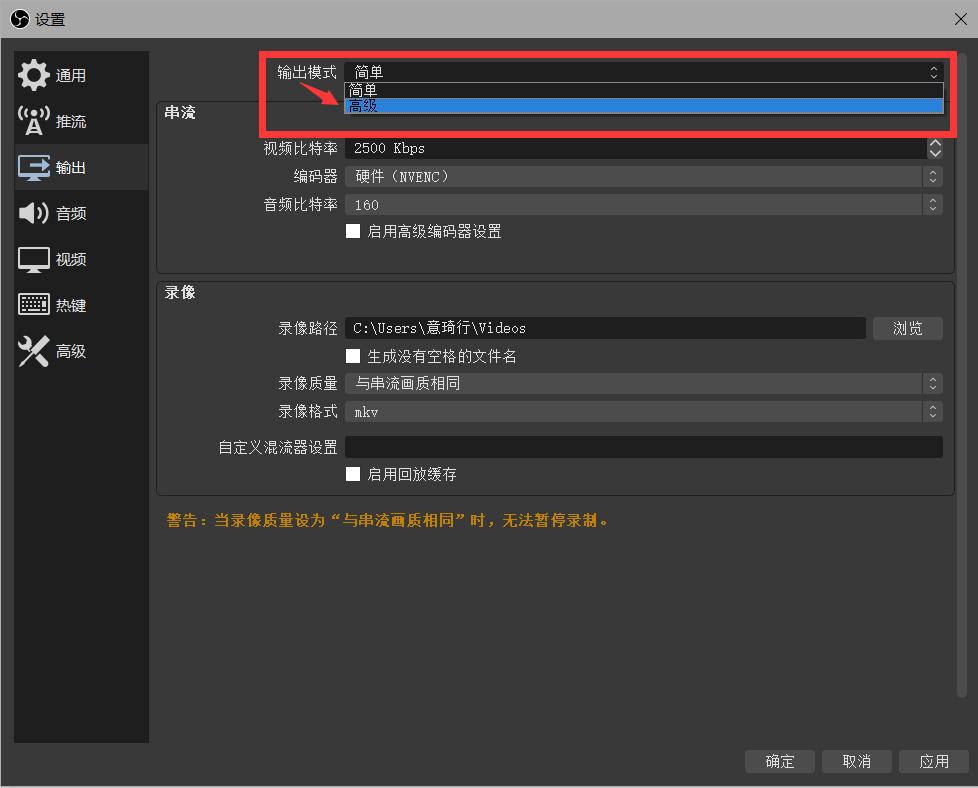 设置
通用
推流
输出
音频
视频
热键
高级
输出模式 简单
简单
高级
串流
视频比特率 2500 Kbps
编码器 硬件（NVENC）
音频比特率 160
启用高级编码器设置
录像
录像路径 C:\Users\意琦行\Videos 浏览
生成没有空格的文件名
录像质量 与串流画质相同
录像格式 mkv
自定义混流器设置
启用回放缓存
警告：当录像质量设为“与串流画质相同”时，无法暂停录制。
确定 取消 应用